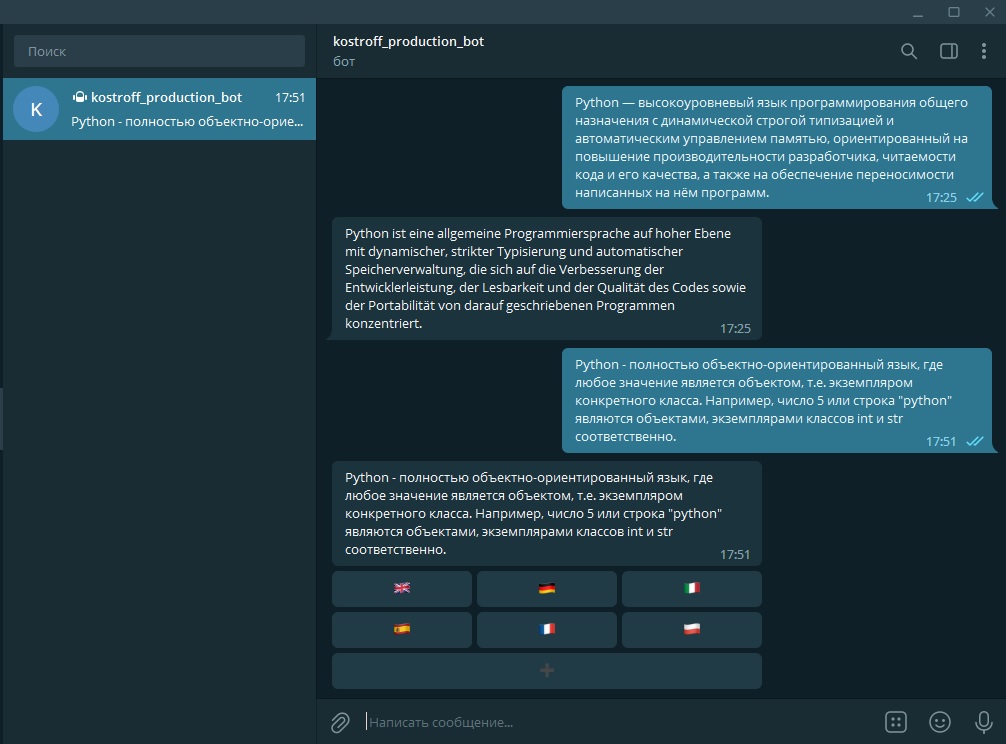 Поиск
K
kostroff_production_bot 17:51
Python - полностью объектно-орие...
kostroff_production_bot
бот
Python — высокоуровневый язык программирования общего
назначения с динамической строгой типизацией и
автоматическим управлением памятью, ориентированный на
повышение производительности разработчика, читаемости
кода и его качества, а также на обеспечение переносимости
написанных на нём программ.
17:25
Python ist eine allgemeine Programmiersprache auf hoher Ebene
mit dynamischer, strikter Typisierung und automatischer
Speicherverwaltung, die sich auf die Verbesserung der
Entwicklerleistung, der Lesbarkeit und der Qualität des Codes sowie
der Portabilität von darauf geschriebenen Programmen
konzentriert.
17:25
Python - полностью объектно-ориентированный язык, где
любое значение является объектом, т.е. экземпляром
конкретного класса. Например, число 5 или строка "python"
являются объектами, экземплярами классов int и str
соответственно.
17:51
Python - полностью объектно-ориентированный язык, где
любое значение является объектом, т.е. экземпляром
конкретного класса. Например, число 5 или строка "python"
являются объектами, экземплярами классов int и str
соответственно.
17:51
Написать сообщение...